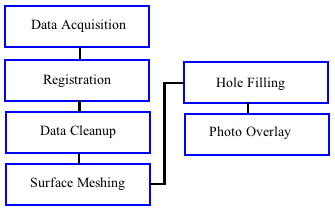 Data Acquisition
Registration
Data Cleanup
Surface Meshing
Hole Filling
Photo Overlay